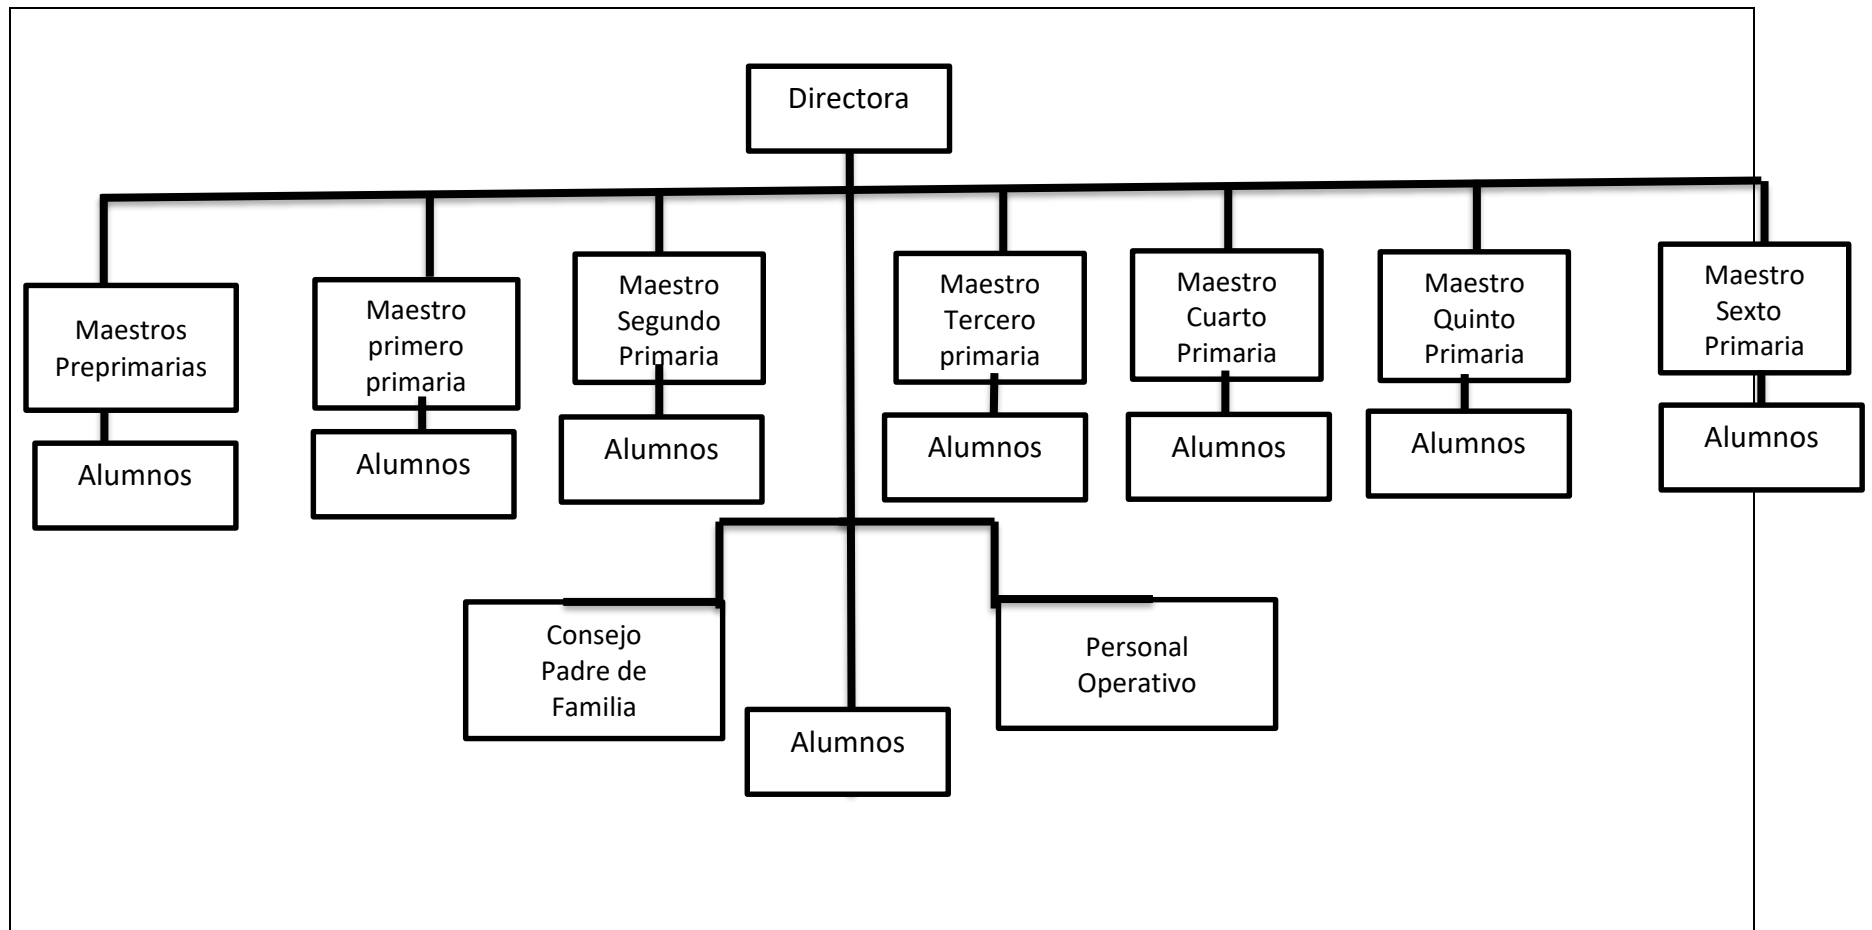 Directora
Maestros
Preprimarias
Maestro
primero
primaria
Maestro
Segundo
Primaria
Maestro
Tercero
primaria
Maestro
Cuarto
Primaria
Maestro
Quinto
Primaria
Maestro
Sexto
Primaria
Alumnos
Alumnos
Alumnos
Alumnos
Alumnos
Alumnos
Alumnos
Consejo
Padre de
Familia
Alumnos
Personal
Operativo